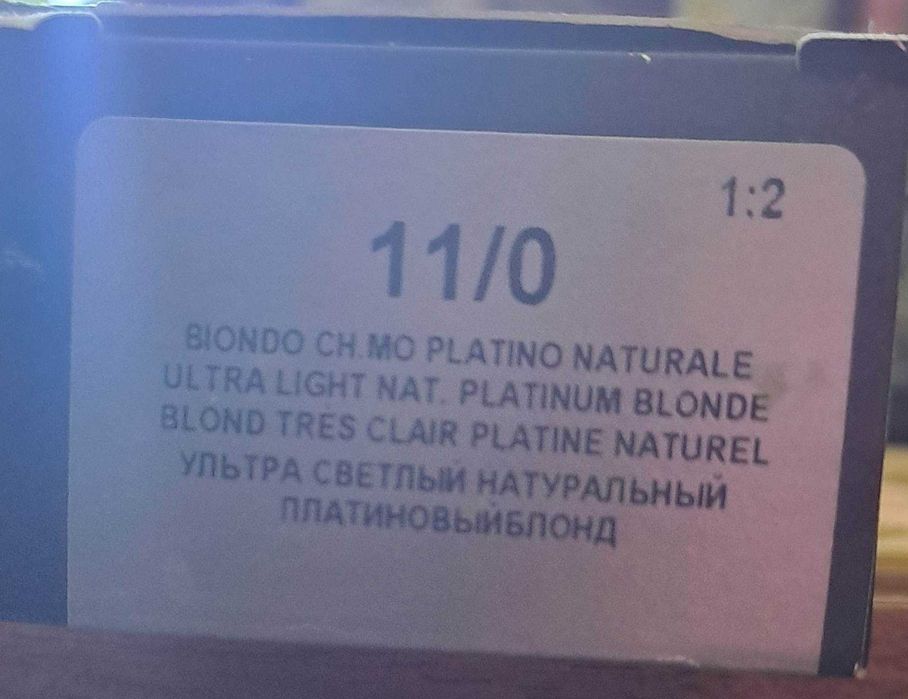 1:2
11/0
BIONDO CH.MO PLATINO NATURALE
ULTRA LIGHT NAT. PLATINUM BLONDE
BLOND TRES CLAIR PLATINE NATUREL
УЛЬТРА СВЕТЛЫЙ НАТУРАЛЬНЫЙ
ПЛАТИНОВЫЙБЛОНД